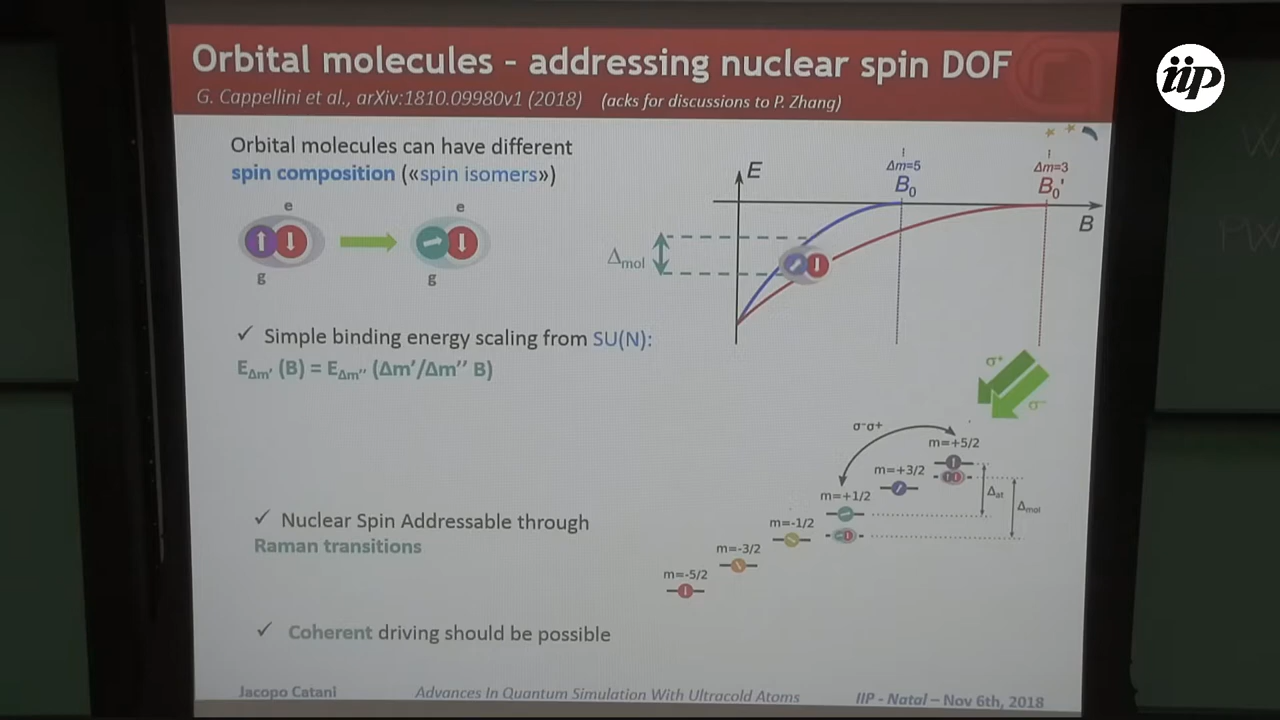 Orbital molecules - addressing nuclear spin DOF
G. Cappellini et al., arXiv:1810.09980v1 (2018) (acks for discussions to P. Zhang)
iip
Orbital molecules can have different
spin composition («spin isomers»)
e
e
g
g
E
Δm=5
B₀
Δm=3
B₀'
B
Δmol
✓ Simple binding energy scaling from SU(N):
E_Δm′ (B) = E_Δm″ (Δm′/Δm″ B)
σ⁺
σ⁻
σ⁻σ+
m=+5/2
m=+3/2
m=+1/2
m=-1/2
m=-3/2
m=-5/2
Δat
Δmol
✓ Nuclear Spin Addressable through
Raman transitions
✓ Coherent driving should be possible
Jacopo Catani
Advances In Quantum Simulation With Ultracold Atoms
IIP - Natal – Nov 6th, 2018